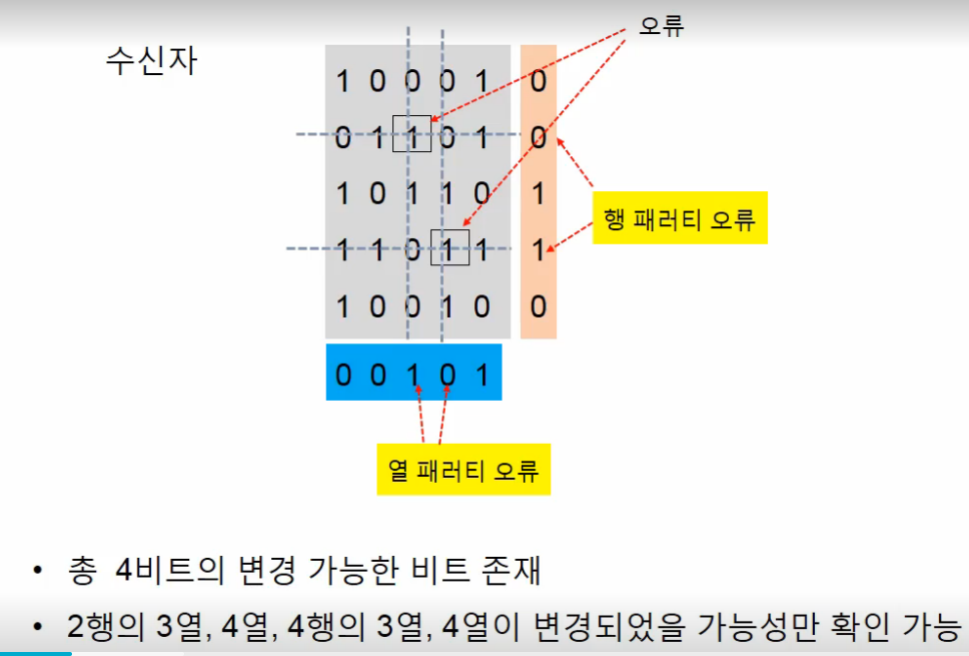 오류
수신자
1 0 0 0 1 0
0 1 1 0 1 0
1 0 1 1 0 1
1 1 0 1 1 1
1 0 0 1 0 0
행 패러티 오류
0 0 1 0 1
열 패러티 오류
• 총 4비트의 변경 가능한 비트 존재
• 2행의 3열, 4열, 4행의 3열, 4열이 변경되었을 가능성만 확인 가능